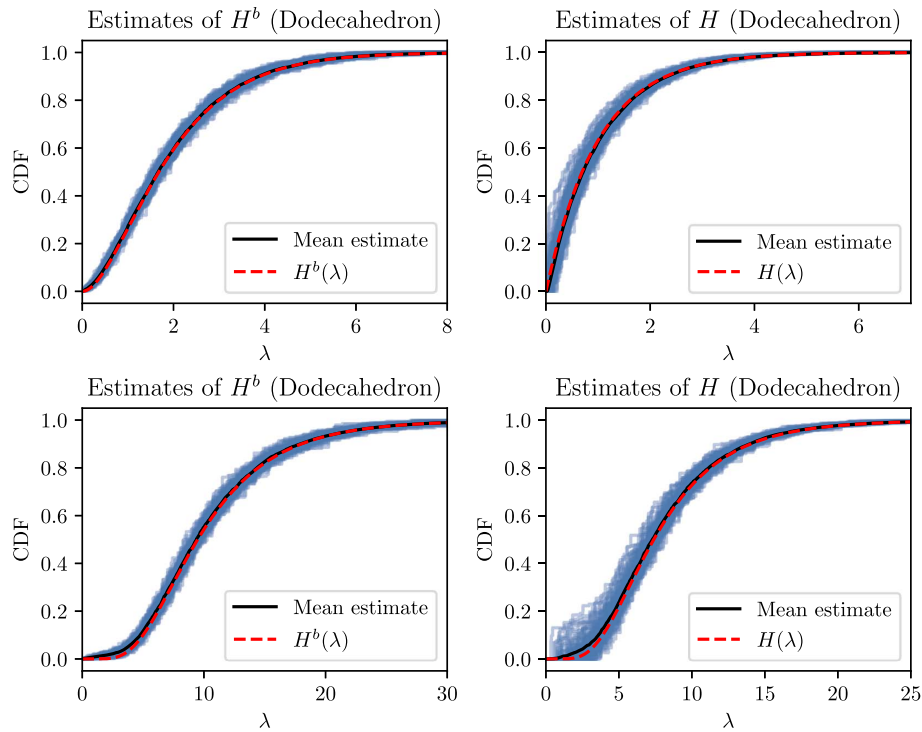 Estimates of H^b (Dodecahedron)
1.0
0.8
0.6
0.4
0.2
0.0
CDF
Mean estimate
H^b(λ)
0 2 4 6 8
λ
Estimates of H (Dodecahedron)
1.0
0.8
0.6
0.4
0.2
0.0
CDF
Mean estimate
H(λ)
0 2 4 6
λ
Estimates of H^b (Dodecahedron)
1.0
0.8
0.6
0.4
0.2
0.0
CDF
Mean estimate
H^b(λ)
0 10 20 30
λ
Estimates of H (Dodecahedron)
1.0
0.8
0.6
0.4
0.2
0.0
CDF
Mean estimate
H(λ)
0 5 10 15 20 25
λ